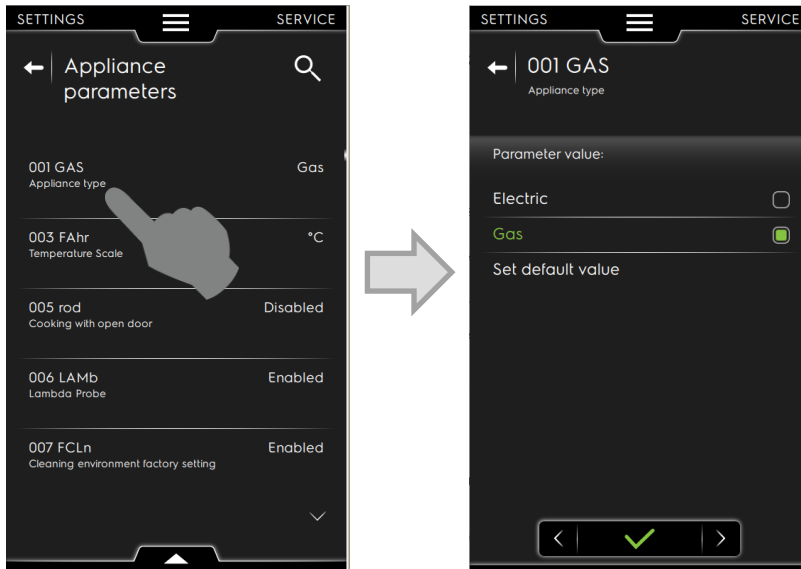 SETTINGS
SERVICE
Appliance
parameters
001 GAS
Gas
Appliance type
003 FAhr
°C
Temperature Scale
005 rod
Disabled
Cooking with open door
006 LAMb
Enabled
Lambda Probe
007 FCLn
Enabled
Cleaning environment factory setting
SETTINGS
SERVICE
001 GAS
Appliance type
Parameter value:
Electric
Gas
Set default value